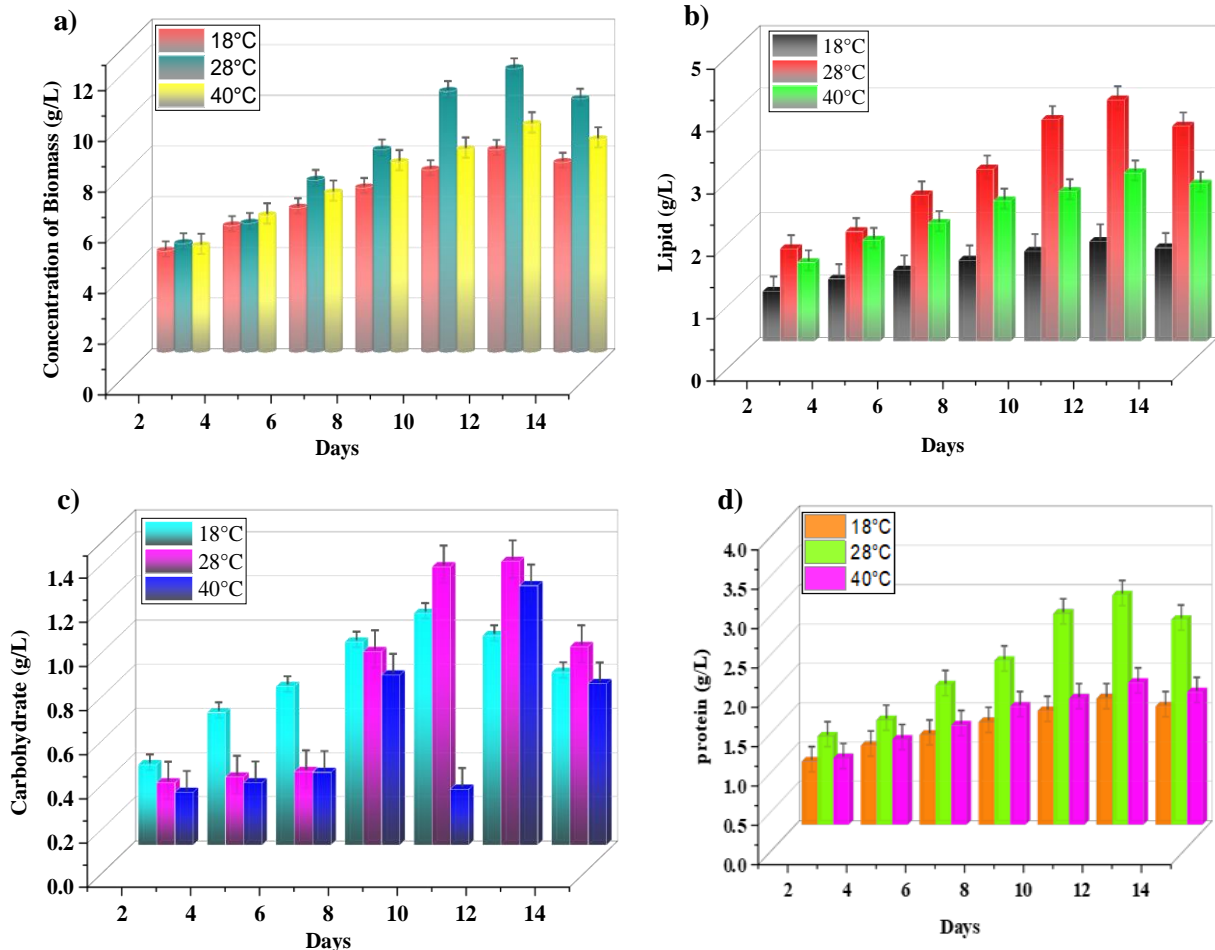 a)
18°C
28°C
40°C
Concentration of Biomass (g/L)
12
10
8
6
4
2
0
2 4 6 8 10 12 14
Days
b)
18°C
28°C
40°C
Lipid (g/L)
5
4
3
2
1
0
2 4 6 8 10 12 14
Days
c)
18°C
28°C
40°C
Carbohydrate (g/L)
1.4
1.2
1.0
0.8
0.6
0.4
0.2
0.0
2 4 6 8 10 12 14
Days
d)
18°C
28°C
40°C
protein (g/L)
4.0
3.5
3.0
2.5
2.0
1.5
1.0
0.5
0.0
2 4 6 8 10 12 14
Days